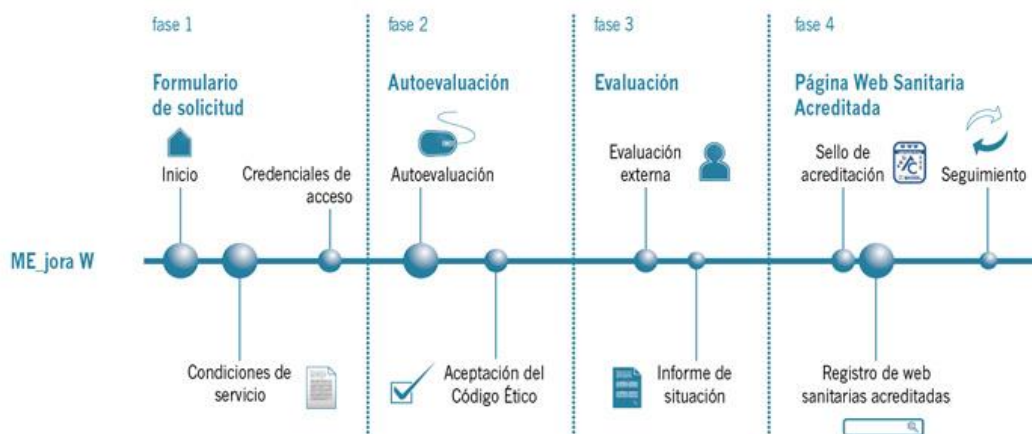 fase 1
fase 2
fase 3
fase 4
Formulario
de solicitud
Autoevaluación
Evaluación
Página Web Sanitaria
Acreditada
Inicio
Credenciales de
acceso
Autoevaluación
Evaluación
externa
Sello de
acreditación
Seguimiento
ME_jora W
Condiciones de
servicio
Aceptación del
Código Ético
Informe de
situación
Registro de web
sanitarias acreditadas